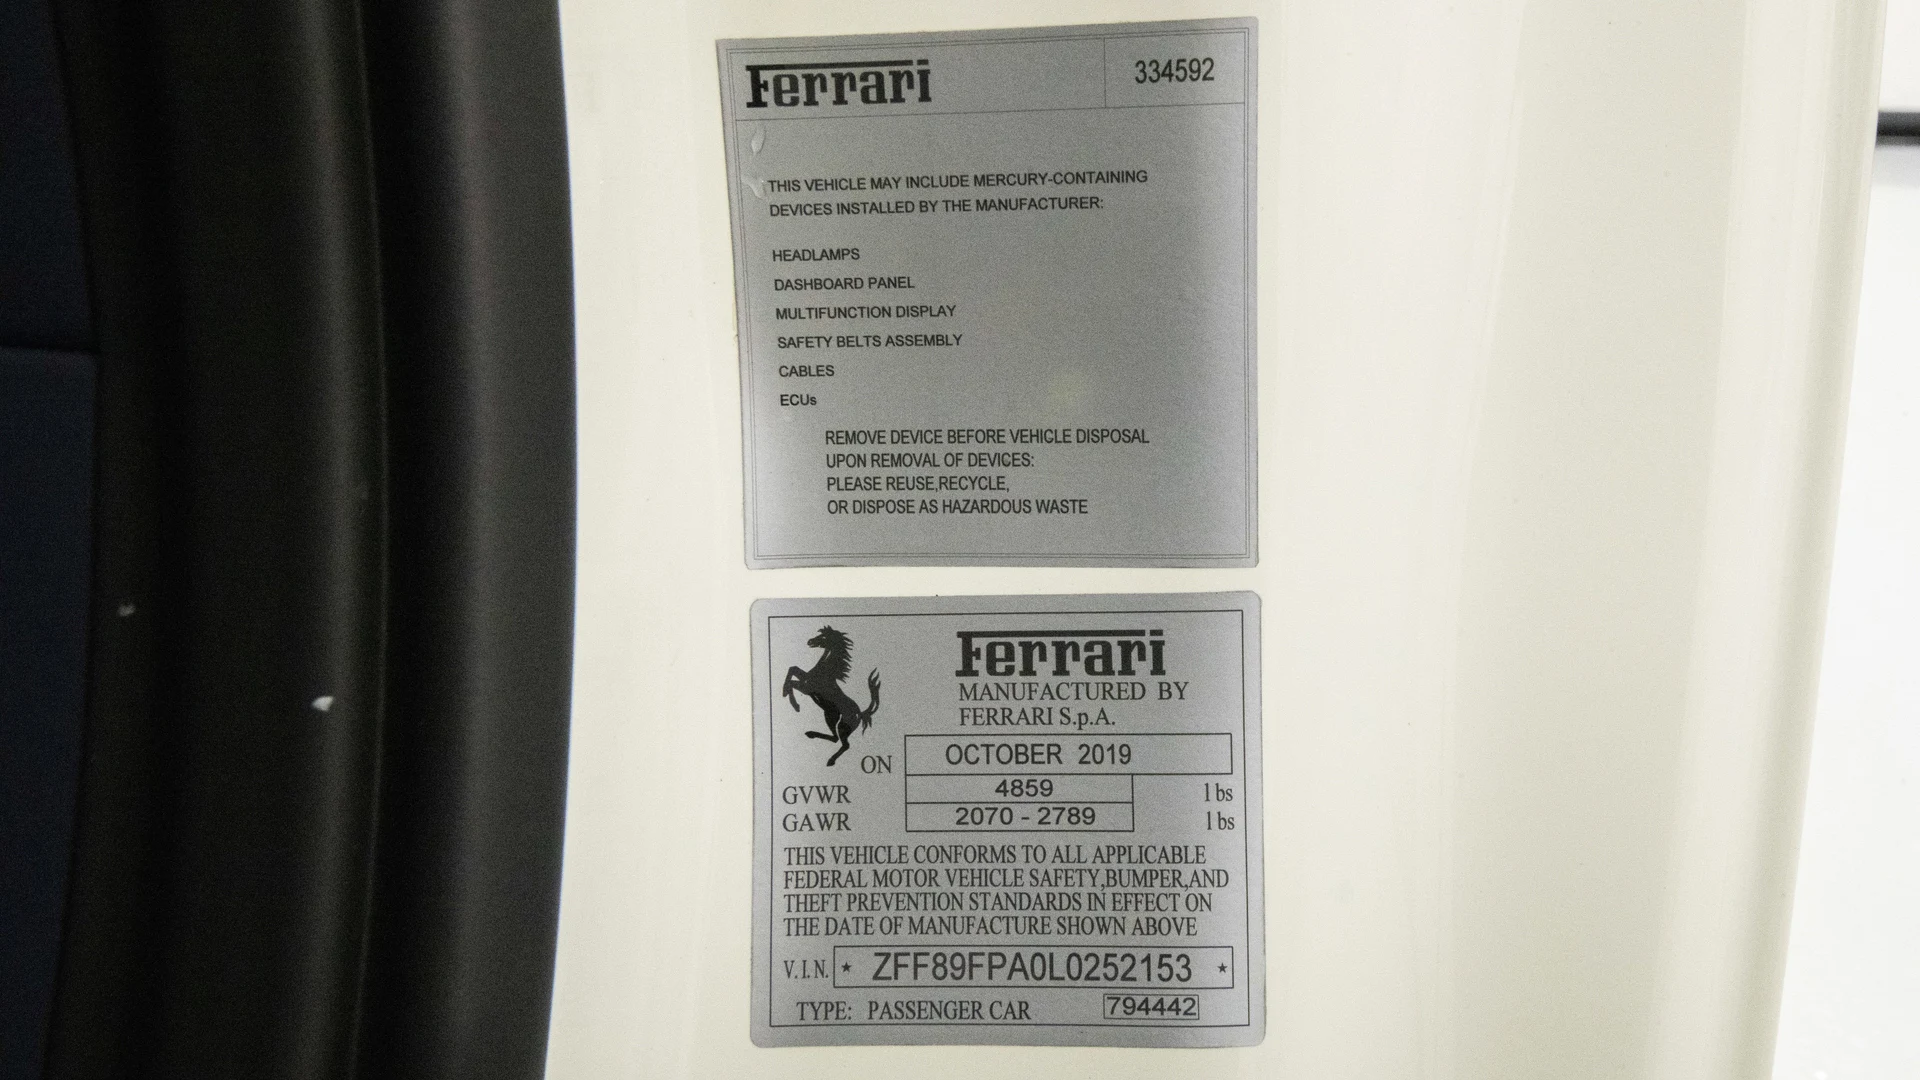 Ferrari 334592
THIS VEHICLE MAY INCLUDE MERCURY-CONTAINING
DEVICES INSTALLED BY THE MANUFACTURER:
HEADLAMPS
DASHBOARD PANEL
MULTIFUNCTION DISPLAY
SAFETY BELTS ASSEMBLY
CABLES
ECUs
REMOVE DEVICE BEFORE VEHICLE DISPOSAL
UPON REMOVAL OF DEVICES:
PLEASE REUSE,RECYCLE,
OR DISPOSE AS HAZARDOUS WASTE
Ferrari
MANUFACTURED BY
FERRARI S.p.A.
ON OCTOBER 2019
GVWR 4859 lbs
GAWR 2070 - 2789 lbs
THIS VEHICLE CONFORMS TO ALL APPLICABLE
FEDERAL MOTOR VEHICLE SAFETY,BUMPER,AND
THEFT PREVENTION STANDARDS IN EFFECT ON
THE DATE OF MANUFACTURE SHOWN ABOVE
V.I.N. ★ ZFF89FPA0L0252153 ★
TYPE: PASSENGER CAR 794442